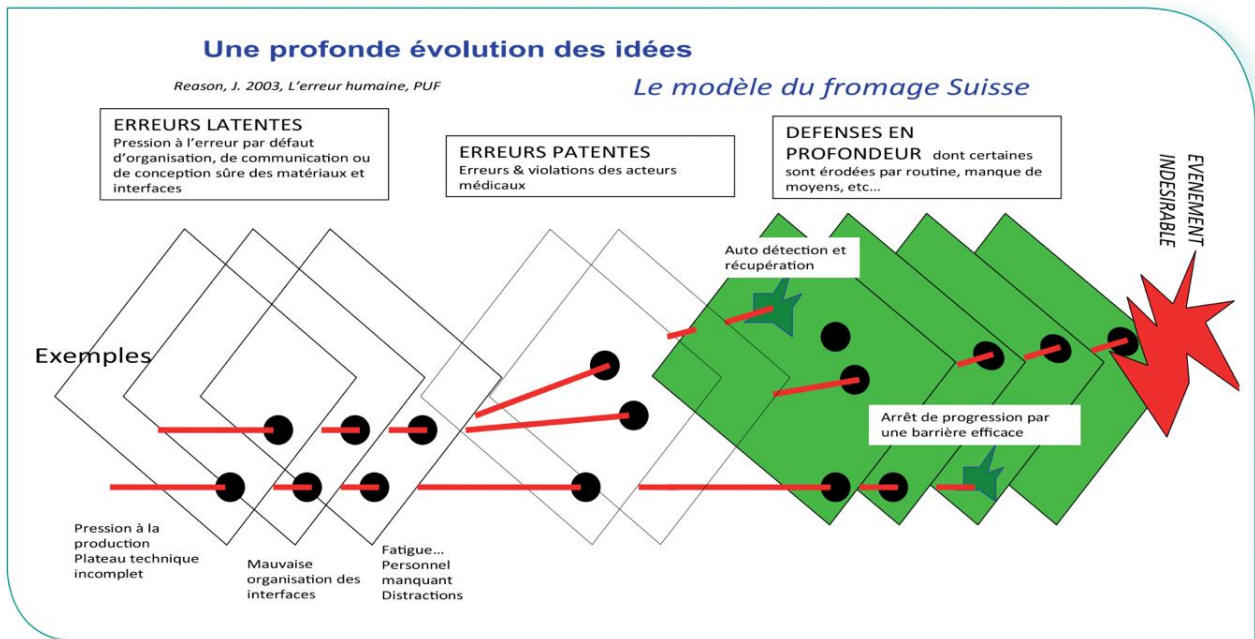 Une profonde évolution des idées
Reason, J. 2003, L'erreur humaine, PUF
Le modèle du fromage Suisse
ERREURS LATENTES
Pression à l'erreur par défaut
d'organisation, de communication ou
de conception sûre des matériaux et
interfaces
ERREURS PATENTES
Erreurs & violations des acteurs
médicaux
DEFENSES EN
PROFONDEUR dont certaines
sont érodées par routine, manque de
moyens, etc...
EVENEMENT
INDESIRABLE
Auto détection et
récupération
Exemples
Arrêt de progression par
une barrière efficace
Pression à la
production
Plateau technique
incomplet
Mauvaise
organisation des
interfaces
Fatigue...
Personnel
manquant
Distractions